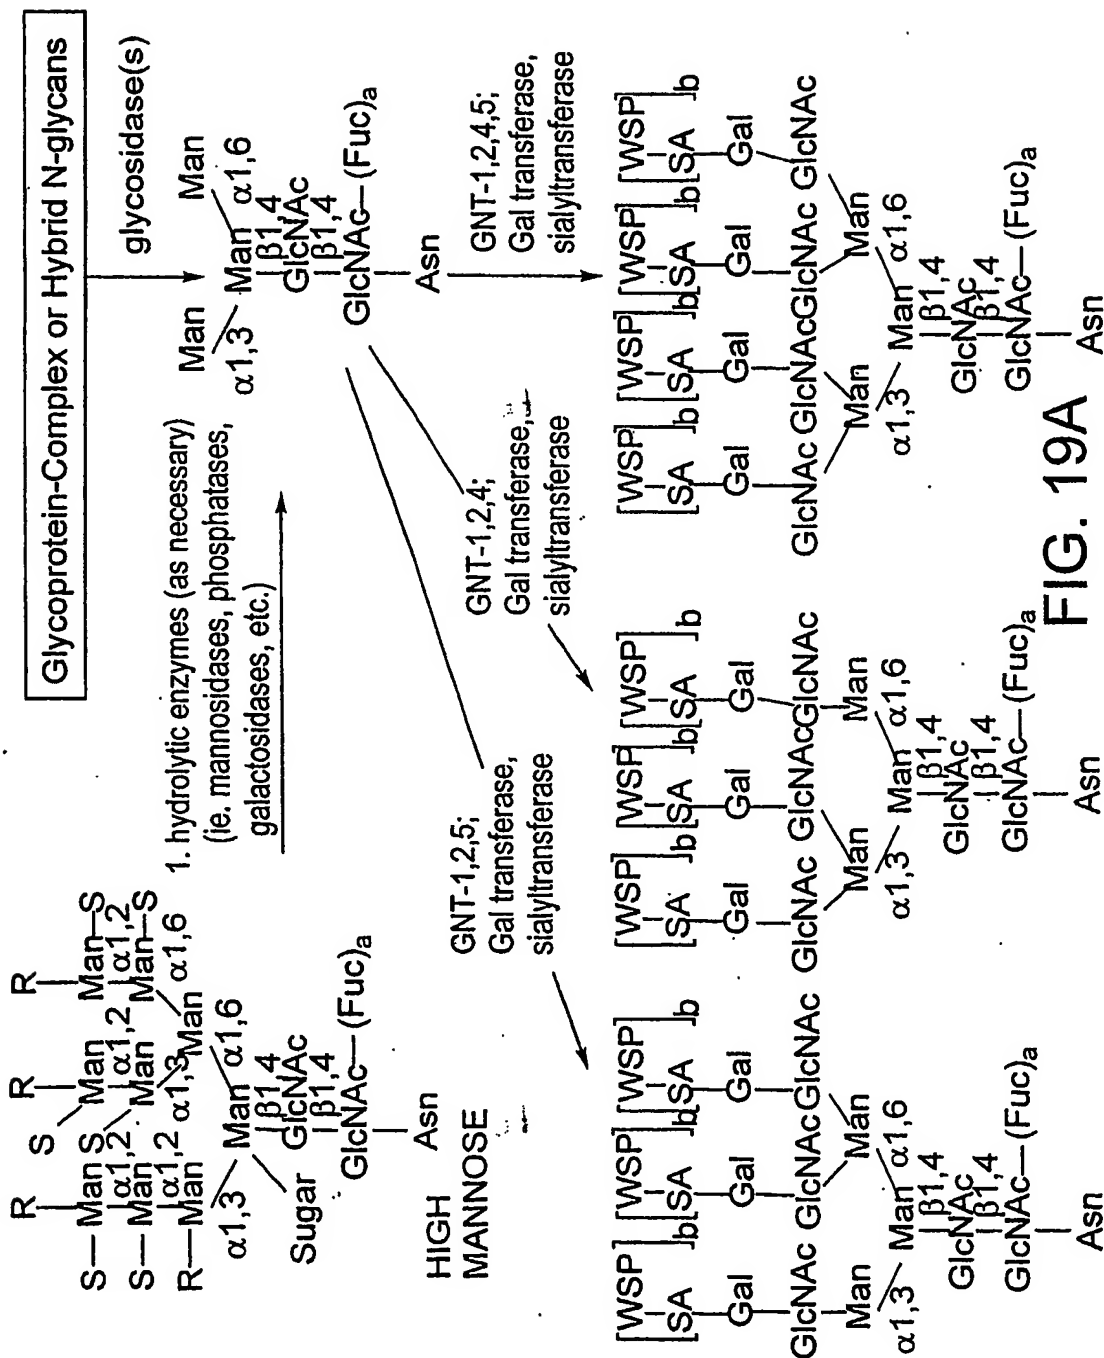 Glycoprotein-Complex or Hybrid N-glycans
glycosidase(s)
R R R
S—Man S Man Man—S
α1,2 S α1,2 α1,2
S—Man Man Man—S
α1,2 α1,3 α1,6
R—Man Man
α1,3 α1,6
Man
Sugar β1,4
GlcNAc
β1,4
GlcNAc—(Fuc)a
Asn
HIGH
MANNOSE
1. hydrolytic enzymes (as necessary)
(ie. mannosidases, phosphatases,
galactosidases, etc.)
Man Man
α1,3 Man α1,6
β1,4
GlcNAc
β1,4
GlcNAc—(Fuc)a
Asn
GNT-1,2,5;
Gal transferase,
sialyltransferase
GNT-1,2,4;
Gal transferase,
sialyltransferase
GNT-1,2,4,5;
Gal transferase,
sialyltransferase
[WSP] [WSP] [WSP]
[SA ]b [SA ]b [SA ]b
Gal Gal Gal
GlcNAc GlcNAc GlcNAc
Man Man
α1,3 Man α1,6
β1,4
GlcNAc
β1,4
GlcNAc—(Fuc)a
Asn
[WSP] [WSP] [WSP]
[SA ]b [SA ]b [SA ]b
Gal Gal Gal
GlcNAc GlcNAc GlcNAc
Man Man
α1,3 Man α1,6
β1,4
GlcNAc
β1,4
GlcNAc—(Fuc)a
Asn
[WSP] [WSP] [WSP] [WSP]
[SA ]b [SA ]b [SA ]b [SA ]b
Gal Gal Gal Gal
GlcNAc GlcNAc GlcNAc GlcNAc
Man Man
α1,3 Man α1,6
β1,4
GlcNAc
β1,4
GlcNAc—(Fuc)a
Asn
FIG. 19A